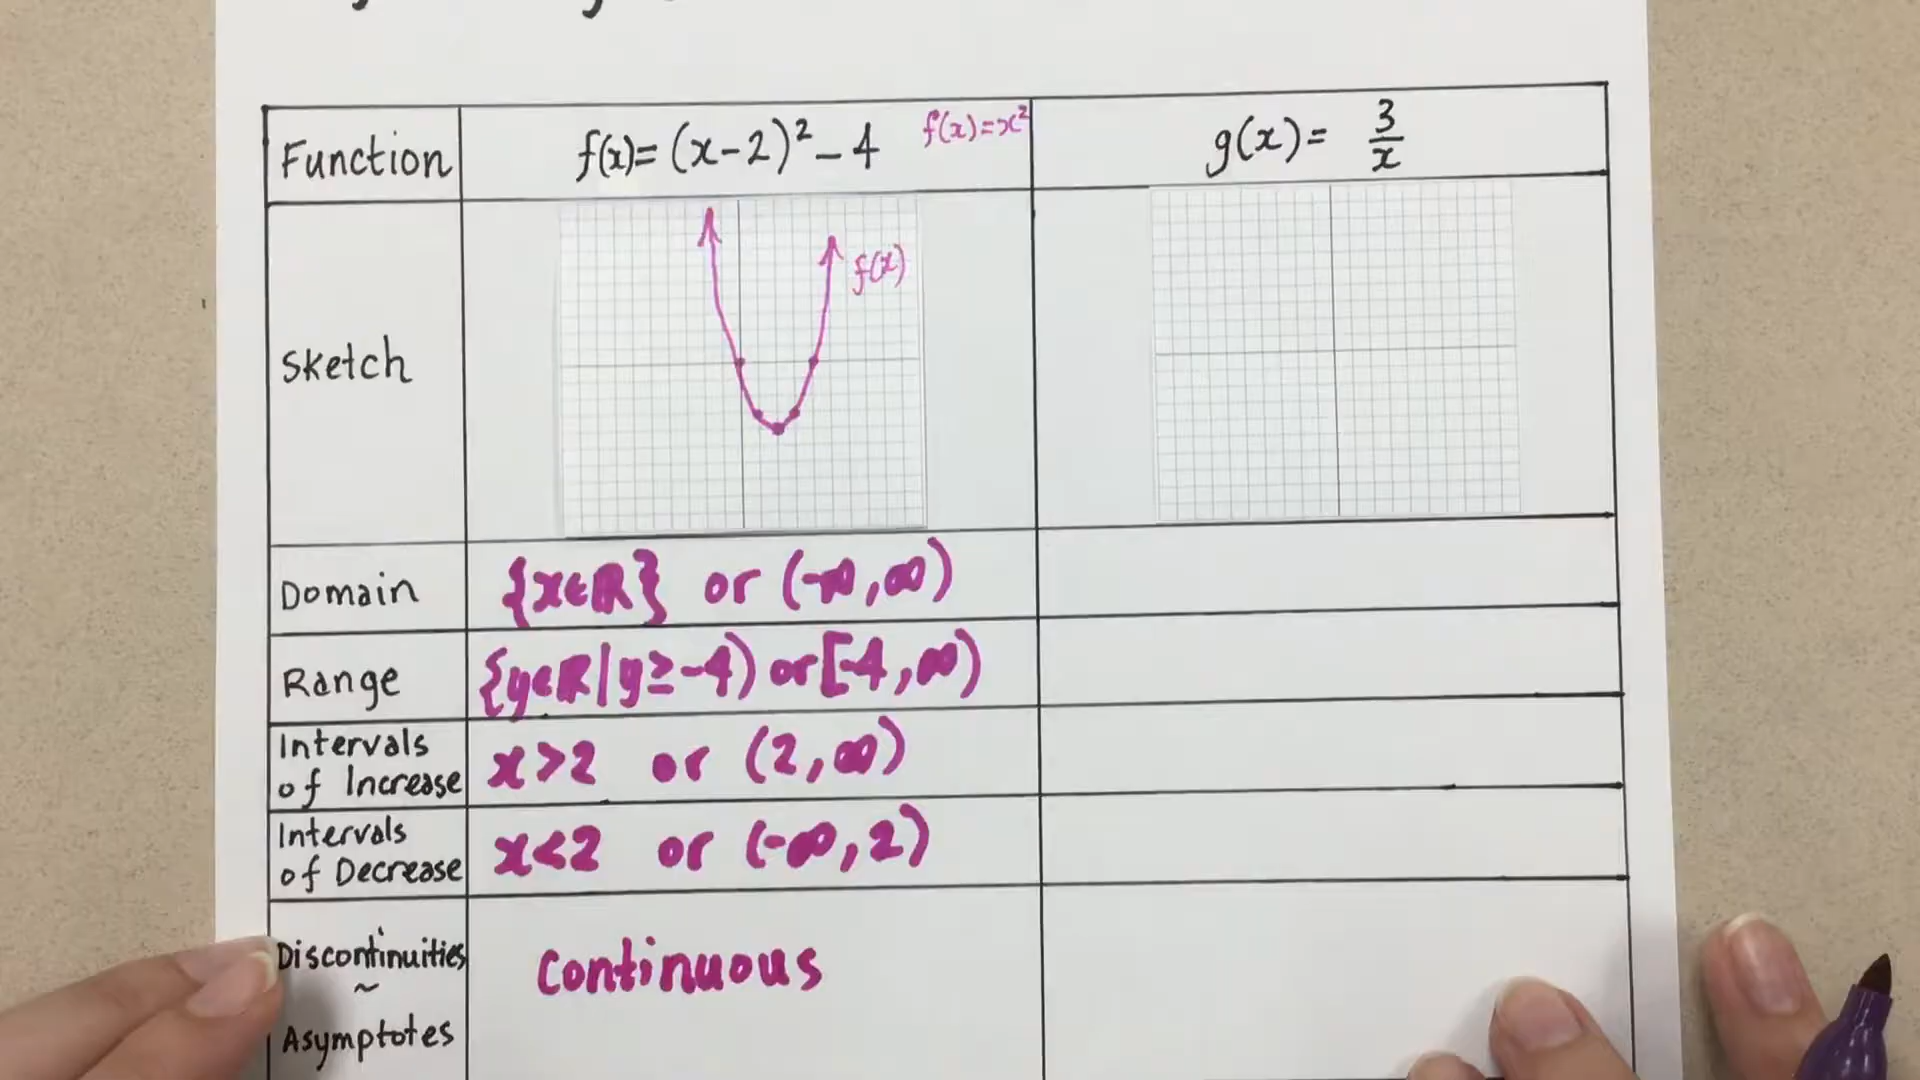 Function
f(x)= (x-2)² - 4
f(x)=x²
g(x)= 3/x
Sketch
f(x)
Domain
{x∈ℝ} or (-∞,∞)
Range
{y∈ℝ|y≥-4) or [-4,∞)
Intervals
of Increase
x>2 or (2,∞)
Intervals
of Decrease
x<2 or (-∞,2)
Discontinuities
~
Asymptotes
continuous